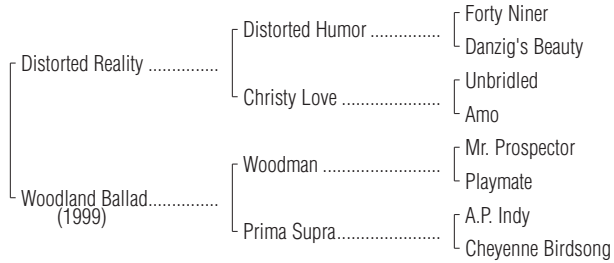 Forty Niner
Distorted Humor ...............
Danzig's Beauty
Distorted Reality ...............
Unbridled
Christy Love .....................
Amo
Mr. Prospector
Woodman .........................
Playmate
Woodland Ballad...............
(1999)
A.P. Indy
Prima Supra......................
Cheyenne Birdsong